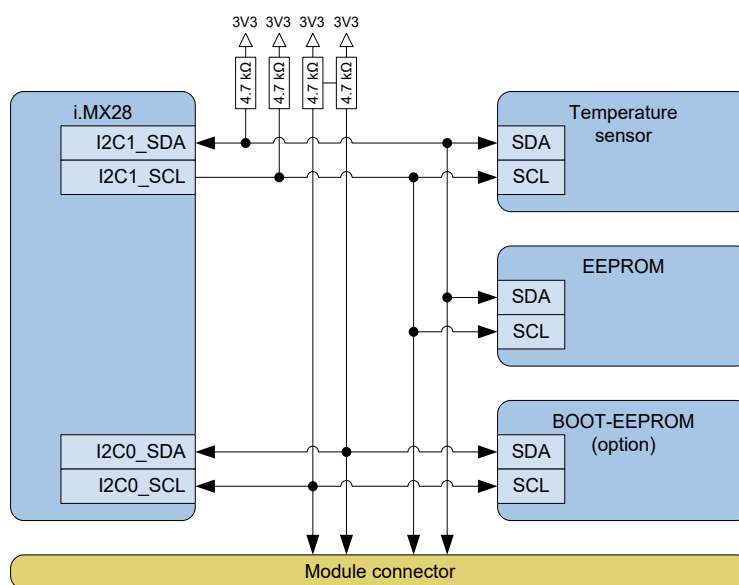 3V3 3V3 3V3 3V3
4.7 kΩ 4.7 kΩ 4.7 kΩ 4.7 kΩ
i.MX28
I2C1_SDA
I2C1_SCL
I2C0_SDA
I2C0_SCL
Temperature
sensor
SDA
SCL
EEPROM
SDA
SCL
BOOT-EEPROM
(option)
SDA
SCL
Module connector